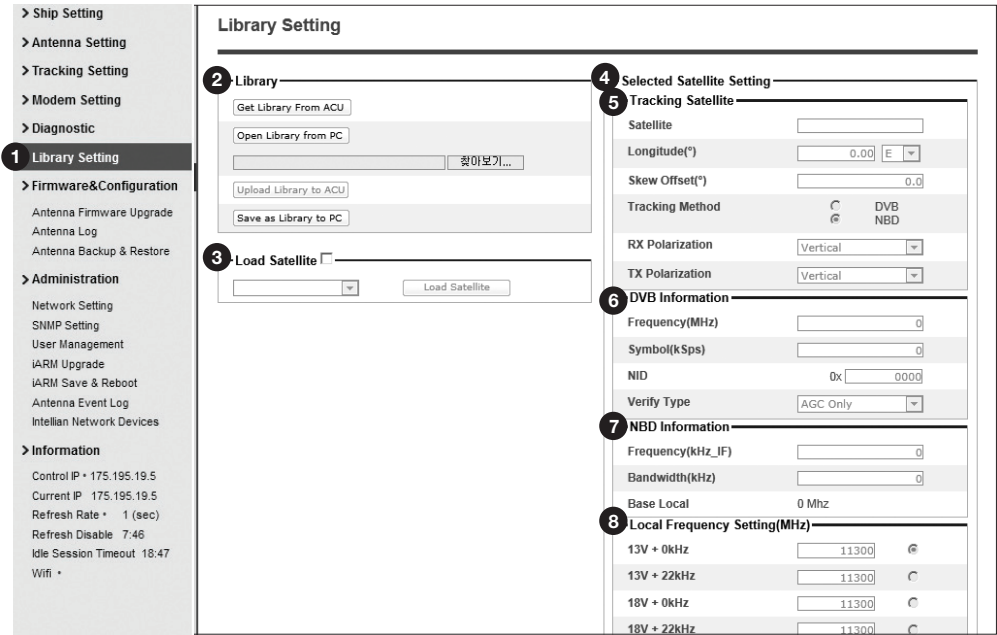 > Ship Setting
> Antenna Setting
> Tracking Setting
> Modem Setting
> Diagnostic
1 Library Setting
> Firmware&Configuration
Antenna Firmware Upgrade
Antenna Log
Antenna Backup & Restore
> Administration
Network Setting
SNMP Setting
User Management
iARM Upgrade
iARM Save & Reboot
Antenna Event Log
Intellian Network Devices
> Information
Control IP • 175.195.19.5
Current IP 175.195.19.5
Refresh Rate • 1 (sec)
Refresh Disable 7:46
Idle Session Timeout 18:47
Wifi •
Library Setting
2 Library
Get Library From ACU
Open Library from PC
찾아보기...
Upload Library to ACU
Save as Library to PC
3 Load Satellite
Load Satellite
4 Selected Satellite Setting
5 Tracking Satellite
Satellite
Longitude(°) 0.00 E
Skew Offset(°) 0.0
Tracking Method DVB
NBD
RX Polarization Vertical
TX Polarization Vertical
6 DVB Information
Frequency(MHz) 0
Symbol(kSps) 0
NID 0x 0000
Verify Type AGC Only
7 NBD Information
Frequency(kHz_IF) 0
Bandwidth(kHz) 0
Base Local 0 Mhz
8 Local Frequency Setting(MHz)
13V + 0kHz 11300
13V + 22kHz 11300
18V + 0kHz 11300
18V + 22kHz 11300